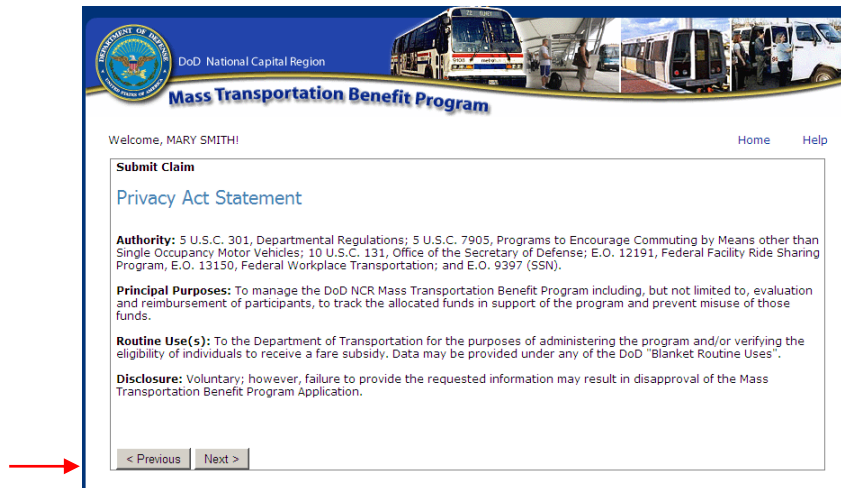 DoD National Capital Region
Mass Transportation Benefit Program
Welcome, MARY SMITH!
Home Help
Submit Claim
Privacy Act Statement
Authority: 5 U.S.C. 301, Departmental Regulations; 5 U.S.C. 7905, Programs to Encourage Commuting by Means other than
Single Occupancy Motor Vehicles; 10 U.S.C. 131, Office of the Secretary of Defense; E.O. 12191, Federal Facility Ride Sharing
Program, E.O. 13150, Federal Workplace Transportation; and E.O. 9397 (SSN).
Principal Purposes: To manage the DoD NCR Mass Transportation Benefit Program including, but not limited to, evaluation
and reimbursement of participants, to track the allocated funds in support of the program and prevent misuse of those
funds.
Routine Use(s): To the Department of Transportation for the purposes of administering the program and/or verifying the
eligibility of individuals to receive a fare subsidy. Data may be provided under any of the DoD "Blanket Routine Uses".
Disclosure: Voluntary; however, failure to provide the requested information may result in disapproval of the Mass
Transportation Benefit Program Application.
< Previous Next >